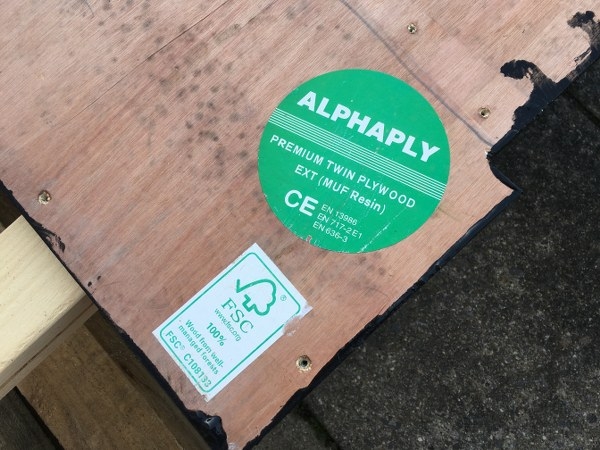 ALPHAPLY
PREMIUM TWIN PLYWOOD
EXT (MUF Resin)
CE EN 13986
EN 717-2 E1
EN 636-3
®
FSC
www.fsc.org
100%
Wood from well-
managed forests
FSC® C108133